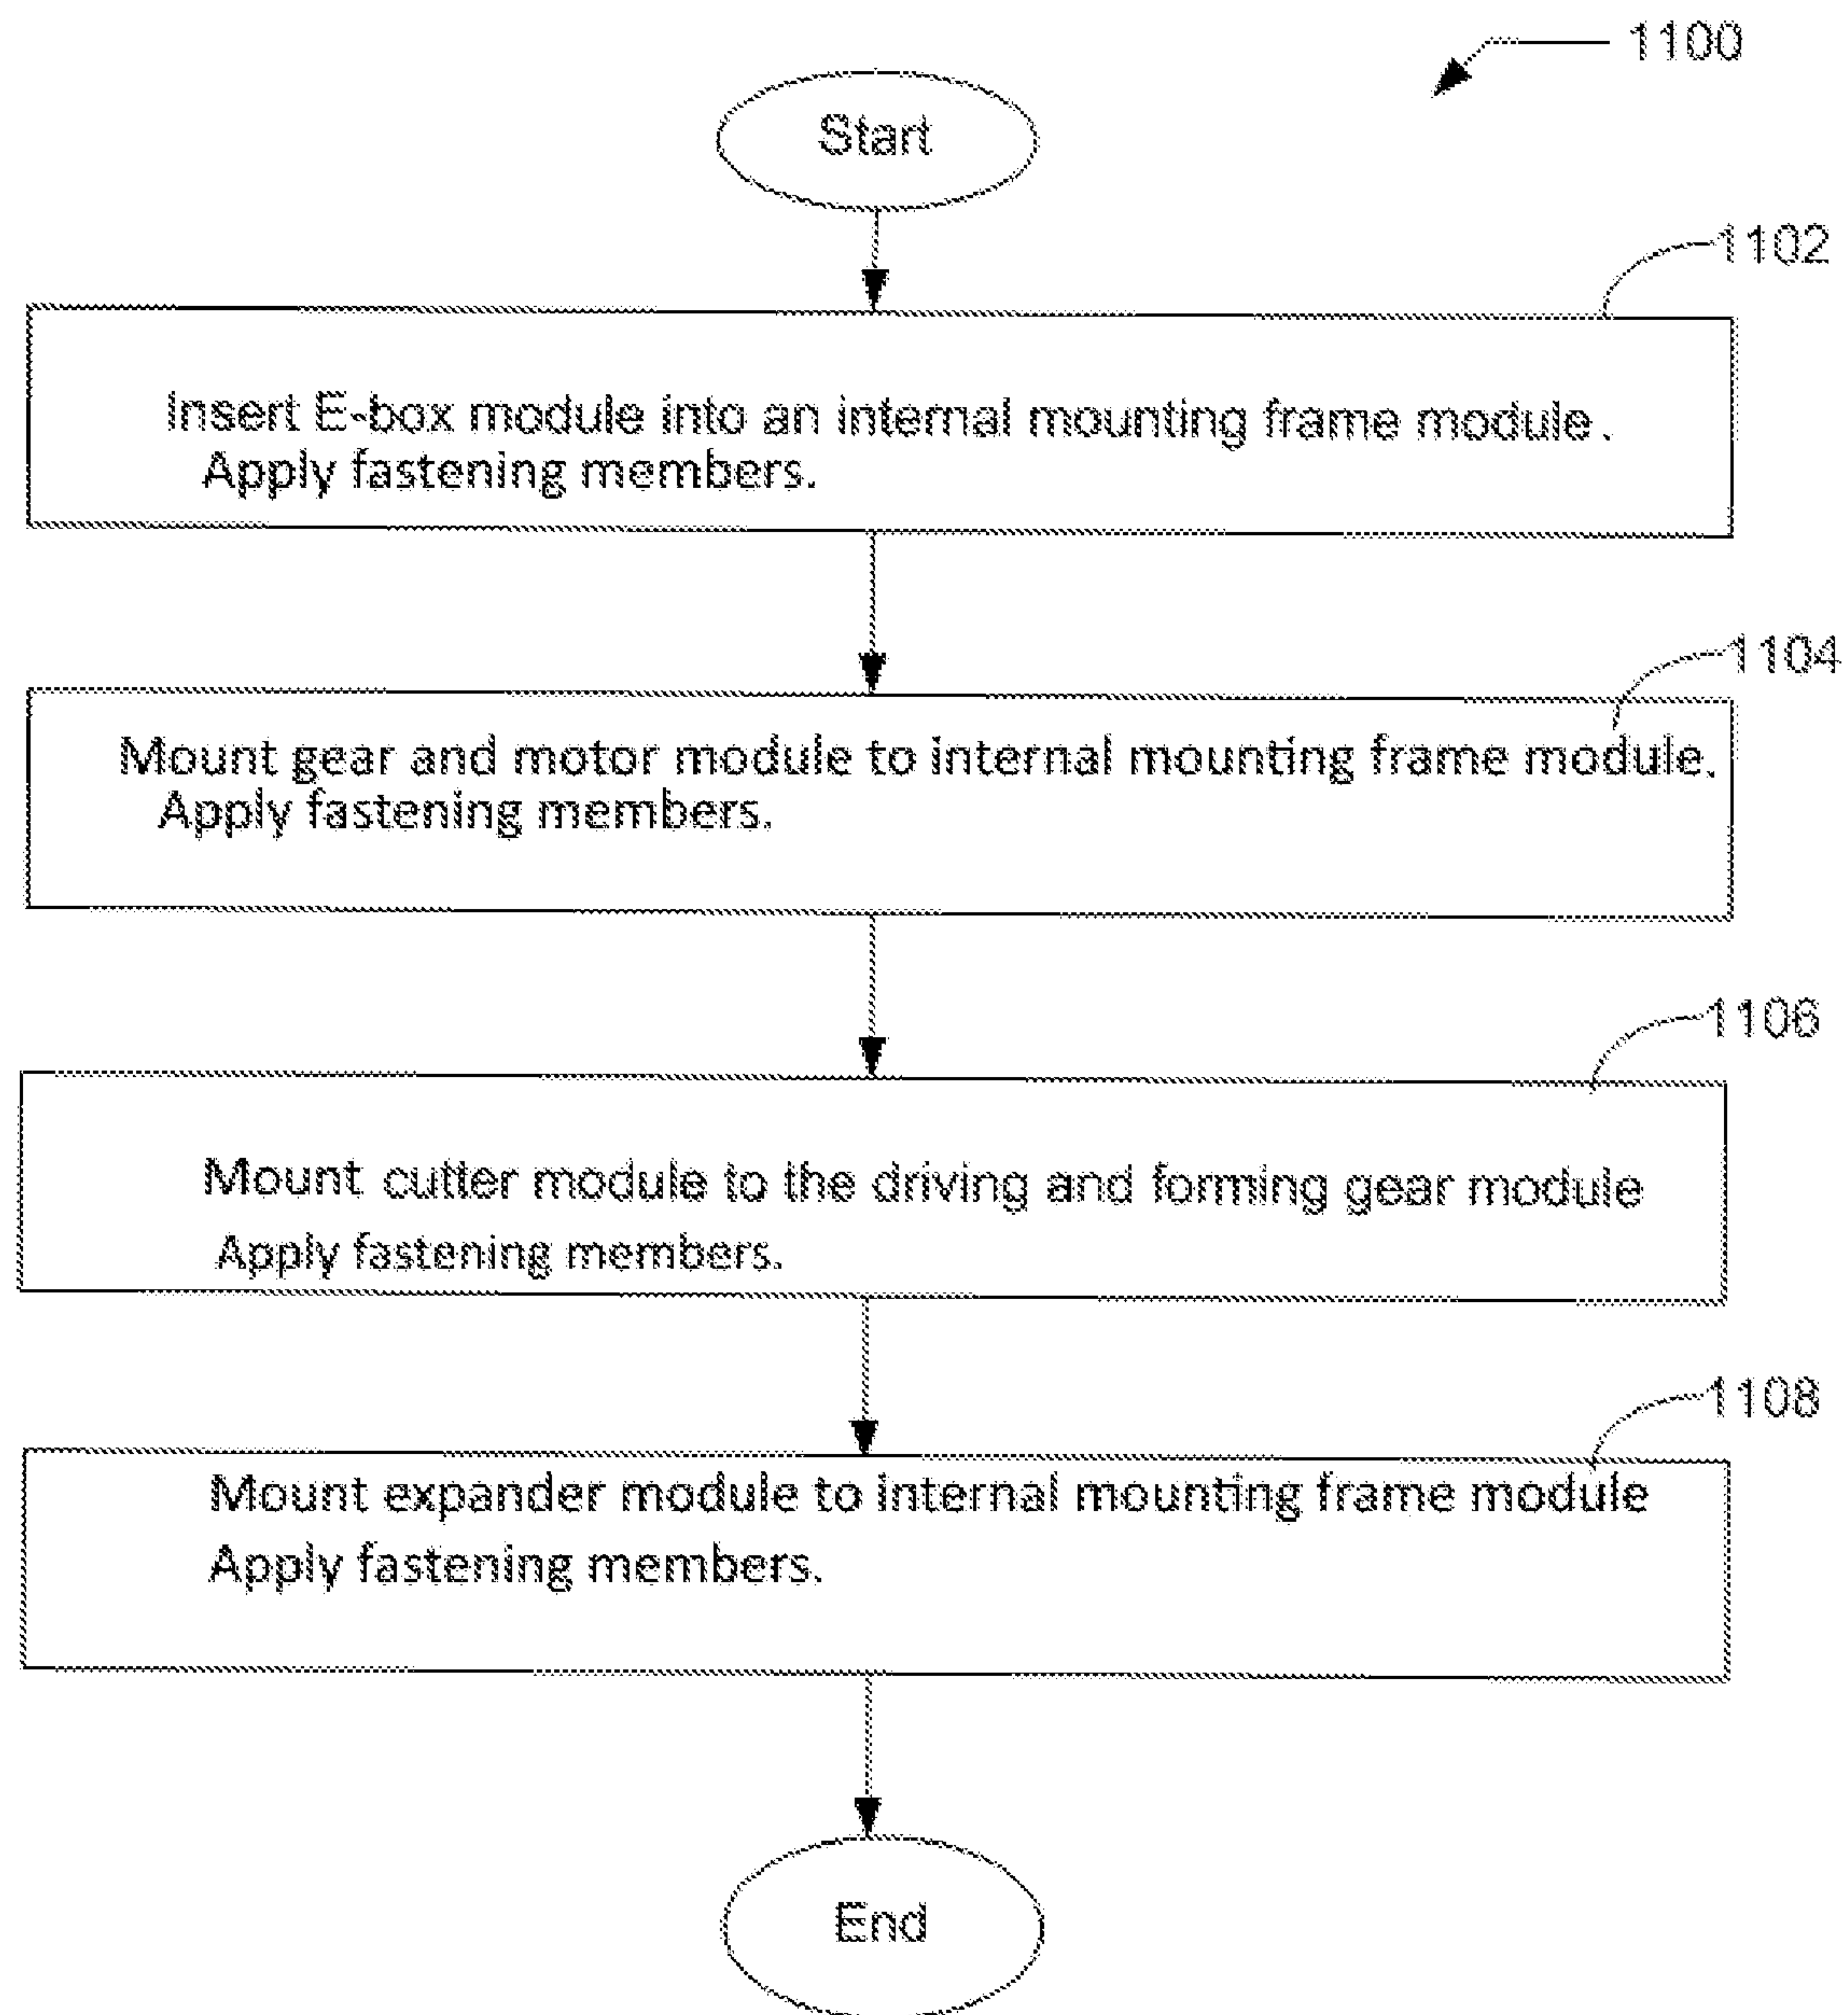 1100
Start
1102
Insert E-box module into an internal mounting frame module.
Apply fastening members.
1104
Mount gear and motor module to internal mounting frame module.
Apply fastening members.
1106
Mount cutter module to the driving and forming gear module
Apply fastening members.
1108
Mount expander module to internal mounting frame module
Apply fastening members.
End